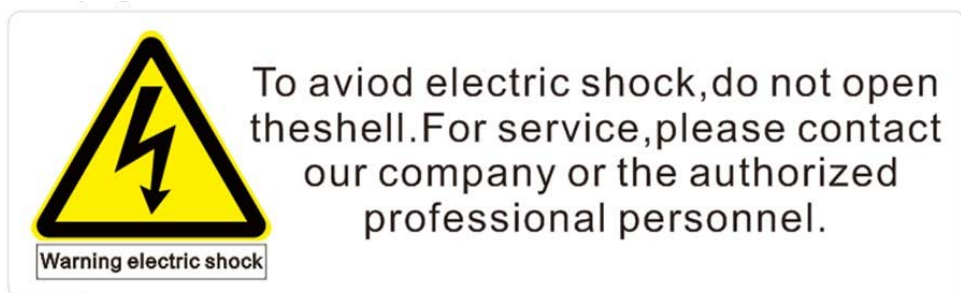 To aviod electric shock,do not open
theshell.For service,please contact
our company or the authorized
professional personnel.
Warning electric shock